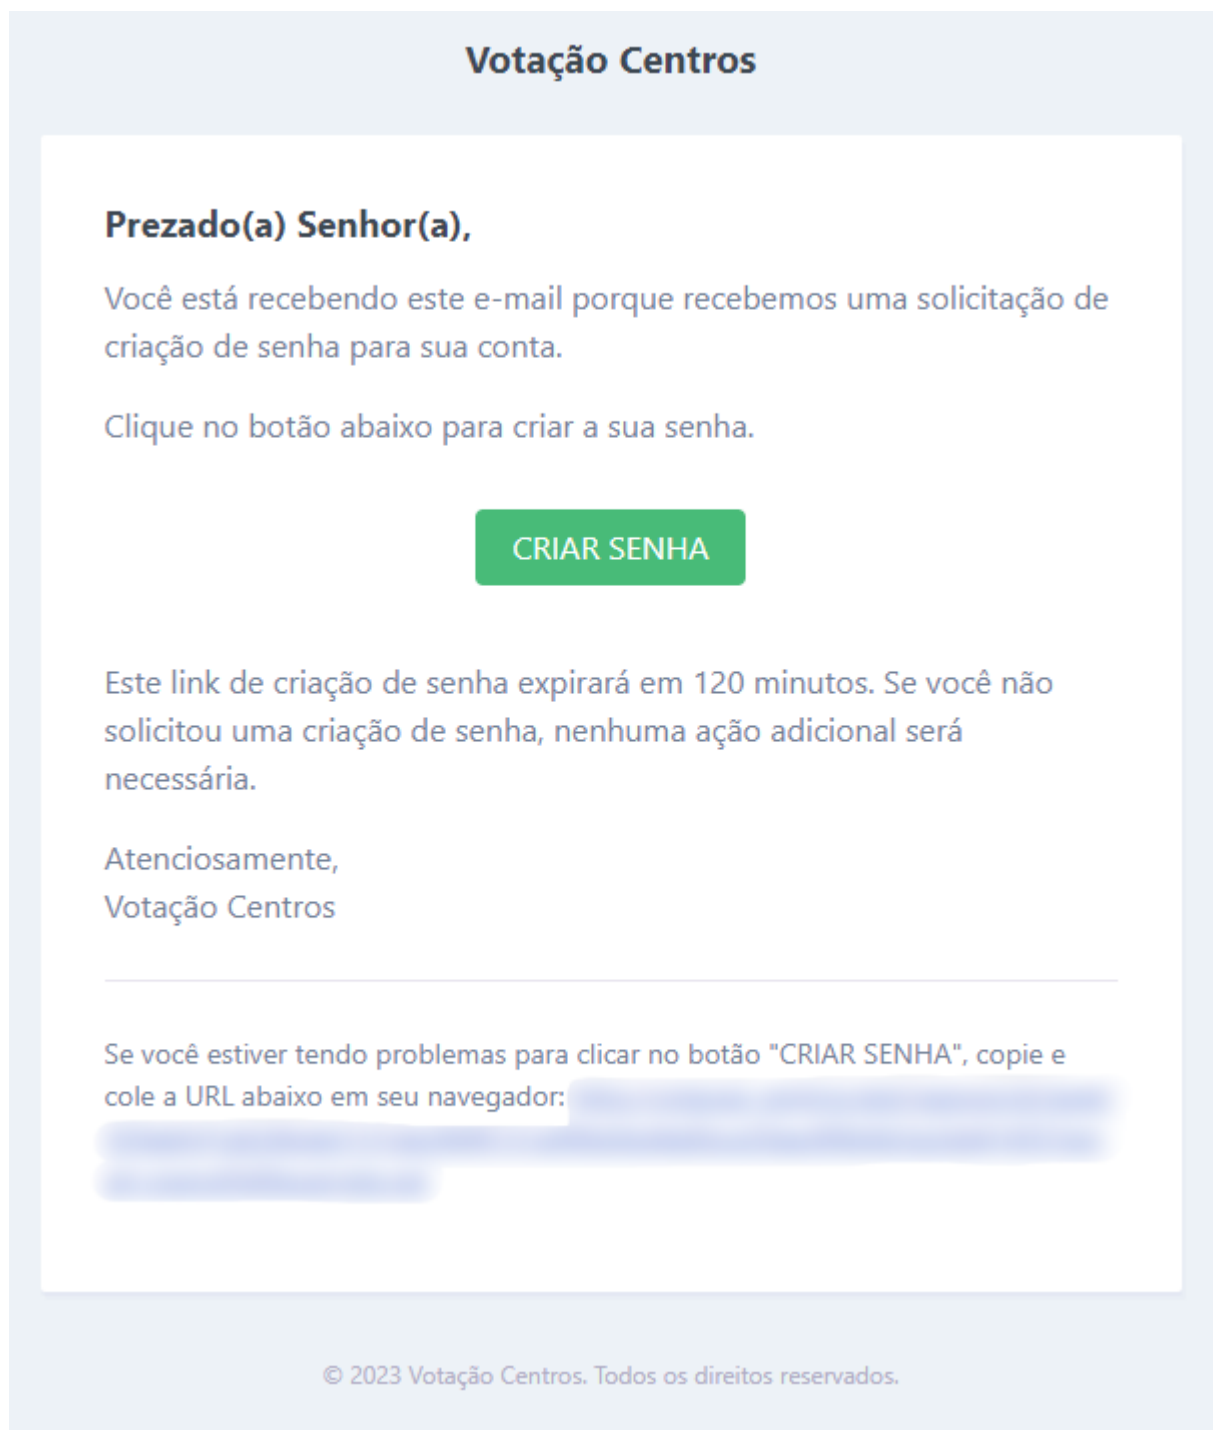 Votação Centros
Prezado(a) Senhor(a),
Você está recebendo este e-mail porque recebemos uma solicitação de
criação de senha para sua conta.
Clique no botão abaixo para criar a sua senha.
CRIAR SENHA
Este link de criação de senha expirará em 120 minutos. Se você não
solicitou uma criação de senha, nenhuma ação adicional será
necessária.
Atenciosamente,
Votação Centros
Se você estiver tendo problemas para clicar no botão "CRIAR SENHA", copie e
cole a URL abaixo em seu navegador:
© 2023 Votação Centros. Todos os direitos reservados.